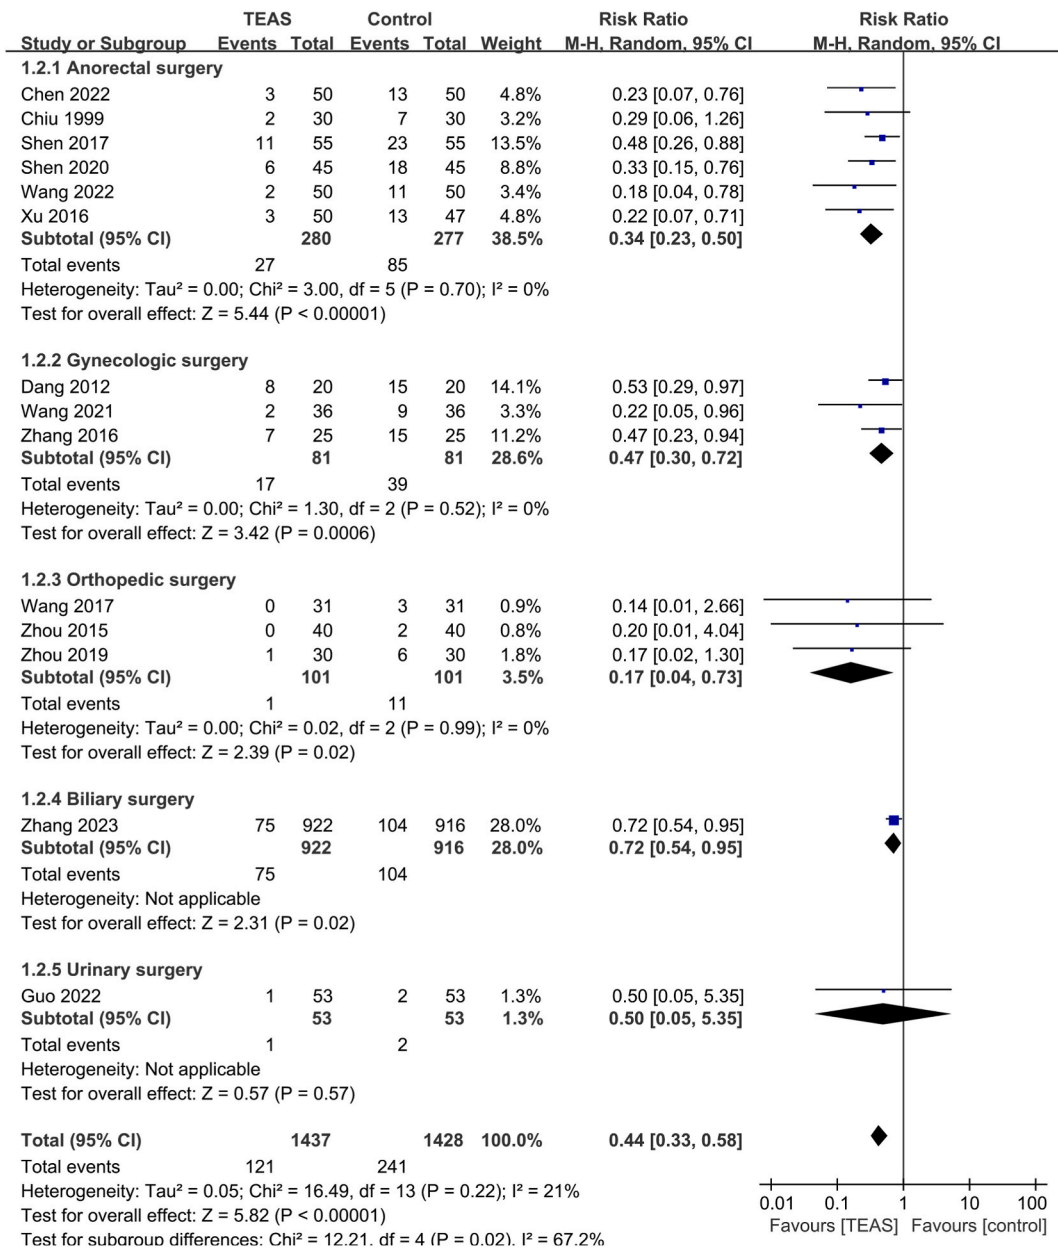 TEAS Control Risk Ratio Risk Ratio
Study or Subgroup Events Total Events Total Weight M-H, Random, 95% CI M-H, Random, 95% CI
1.2.1 Anorectal surgery
Chen 2022 3 50 13 50 4.8% 0.23 [0.07, 0.76]
Chiu 1999 2 30 7 30 3.2% 0.29 [0.06, 1.26]
Shen 2017 11 55 23 55 13.5% 0.48 [0.26, 0.88]
Shen 2020 6 45 18 45 8.8% 0.33 [0.15, 0.76]
Wang 2022 2 50 11 50 3.4% 0.18 [0.04, 0.78]
Xu 2016 3 50 13 47 4.8% 0.22 [0.07, 0.71]
Subtotal (95% CI) 280 277 38.5% 0.34 [0.23, 0.50]
Total events 27 85
Heterogeneity: Tau² = 0.00; Chi² = 3.00, df = 5 (P = 0.70); I² = 0%
Test for overall effect: Z = 5.44 (P < 0.00001)
1.2.2 Gynecologic surgery
Dang 2012 8 20 15 20 14.1% 0.53 [0.29, 0.97]
Wang 2021 2 36 9 36 3.3% 0.22 [0.05, 0.96]
Zhang 2016 7 25 15 25 11.2% 0.47 [0.23, 0.94]
Subtotal (95% CI) 81 81 28.6% 0.47 [0.30, 0.72]
Total events 17 39
Heterogeneity: Tau² = 0.00; Chi² = 1.30, df = 2 (P = 0.52); I² = 0%
Test for overall effect: Z = 3.42 (P = 0.0006)
1.2.3 Orthopedic surgery
Wang 2017 0 31 3 31 0.9% 0.14 [0.01, 2.66]
Zhou 2015 0 40 2 40 0.8% 0.20 [0.01, 4.04]
Zhou 2019 1 30 6 30 1.8% 0.17 [0.02, 1.30]
Subtotal (95% CI) 101 101 3.5% 0.17 [0.04, 0.73]
Total events 1 11
Heterogeneity: Tau² = 0.00; Chi² = 0.02, df = 2 (P = 0.99); I² = 0%
Test for overall effect: Z = 2.39 (P = 0.02)
1.2.4 Biliary surgery
Zhang 2023 75 922 104 916 28.0% 0.72 [0.54, 0.95]
Subtotal (95% CI) 922 916 28.0% 0.72 [0.54, 0.95]
Total events 75 104
Heterogeneity: Not applicable
Test for overall effect: Z = 2.31 (P = 0.02)
1.2.5 Urinary surgery
Guo 2022 1 53 2 53 1.3% 0.50 [0.05, 5.35]
Subtotal (95% CI) 53 53 1.3% 0.50 [0.05, 5.35]
Total events 1 2
Heterogeneity: Not applicable
Test for overall effect: Z = 0.57 (P = 0.57)
Total (95% CI) 1437 1428 100.0% 0.44 [0.33, 0.58]
Total events 121 241
Heterogeneity: Tau² = 0.05; Chi² = 16.49, df = 13 (P = 0.22); I² = 21%
Test for overall effect: Z = 5.82 (P < 0.00001)
Test for subgroup differences: Chi² = 12.21, df = 4 (P = 0.02), I² = 67.2%
0.01 0.1 1 10 100
Favours [TEAS] Favours [control]